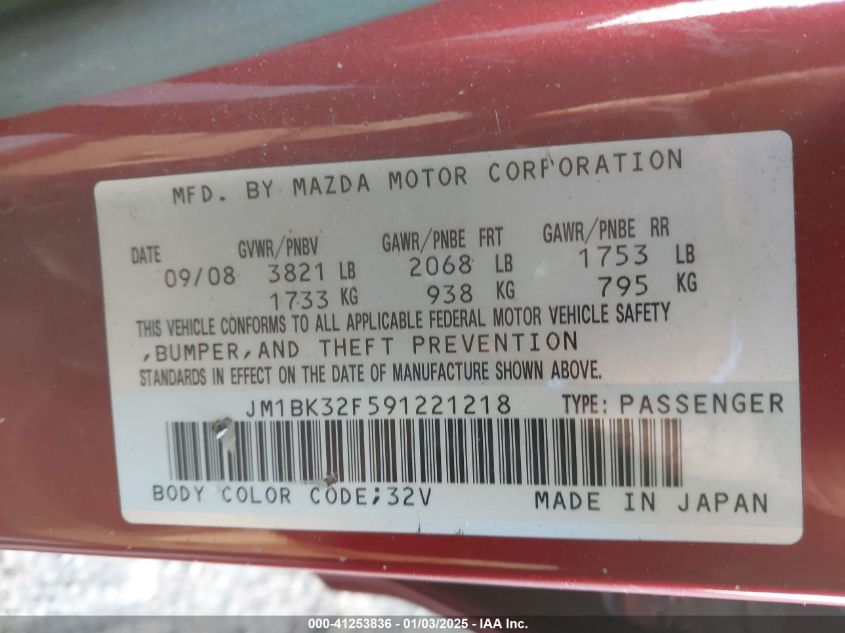 MFD. BY MAZDA MOTOR CORPORATION
DATE GVWR/PNBV GAWR/PNBE FRT GAWR/PNBE RR
09/08 3821 LB 2068 LB 1753 LB
1733 KG 938 KG 795 KG
THIS VEHICLE CONFORMS TO ALL APPLICABLE FEDERAL MOTOR VEHICLE SAFETY
,BUMPER,AND THEFT PREVENTION
STANDARDS IN EFFECT ON THE DATE OF MANUFACTURE SHOWN ABOVE.
JM1BK32F591221218 TYPE: PASSENGER
BODY COLOR CODE;32V MADE IN JAPAN
000-41253836 - 01/03/2025 - IAA Inc.